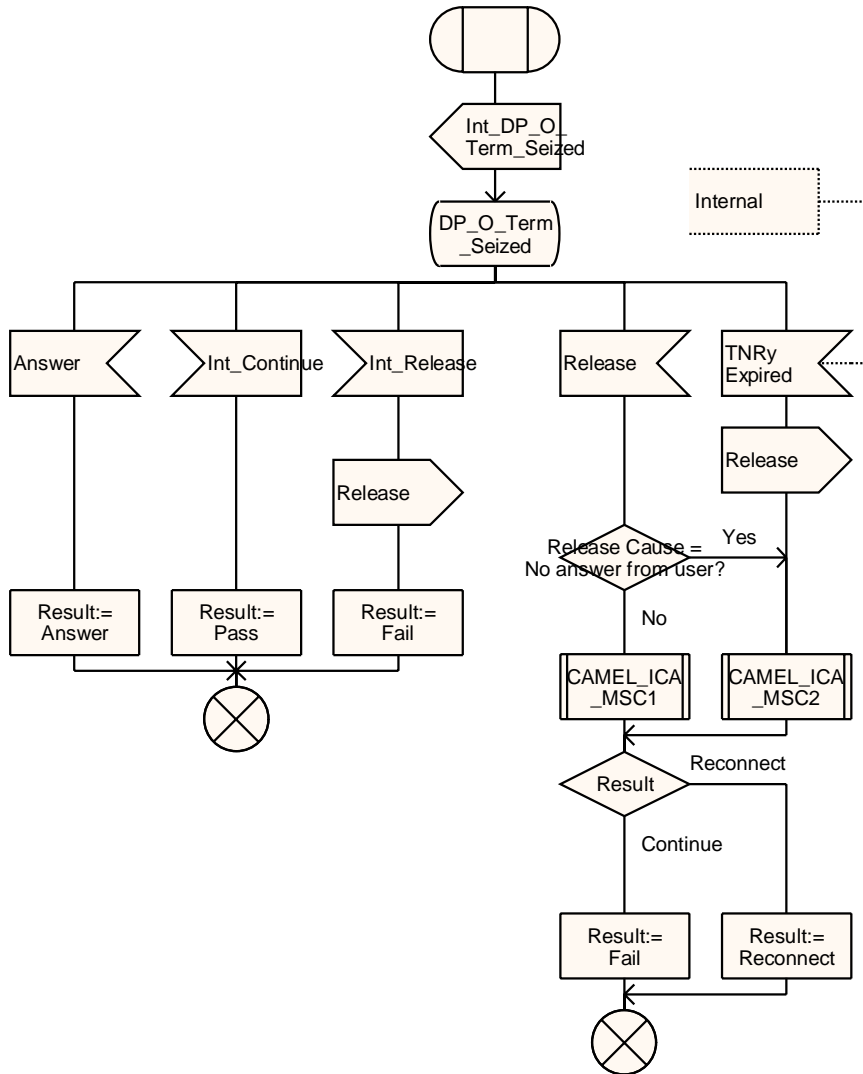 Int_DP_O_
Term_Seized
Internal
DP_O_Term
_Seized
Answer
Int_Continue
Int_Release
Release
TNRy
Expired
Release
Release
Release Cause =
No answer from user?
Yes
No
Result:=
Answer
Result:=
Pass
Result:=
Fail
CAMEL_ICA
_MSC1
CAMEL_ICA
_MSC2
Reconnect
Result
Continue
Result:=
Fail
Result:=
Reconnect